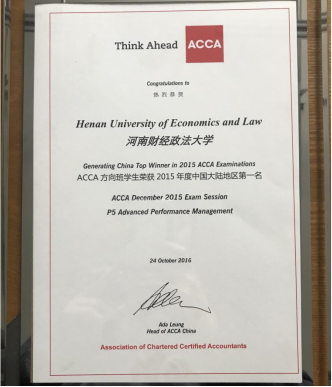 Think Ahead ACCA
Congratulations to
热烈恭贺
Henan University of Economics and Law
河南财经政法大学
Generating China Top Winner in 2015 ACCA Examinations
ACCA 方向班学生荣获 2015 年度中国大陆地区第一名
ACCA December 2015 Exam Session
P5 Advanced Performance Management
24 October 2016
Ada Leung
Head of ACCA China
Association of Chartered Certified Accountants